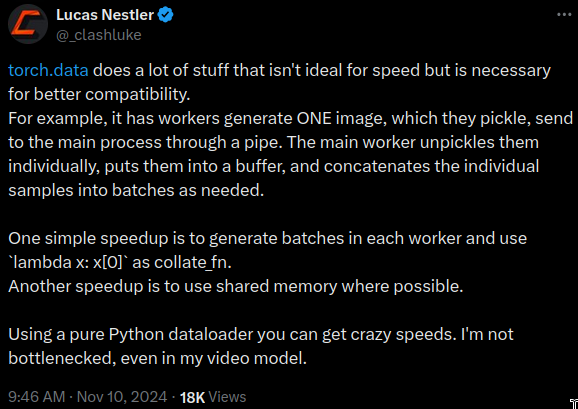 Lucas Nestler
@_clashluke
torch.data does a lot of stuff that isn't ideal for speed but is necessary
for better compatibility.
For example, it has workers generate ONE image, which they pickle, send
to the main process through a pipe. The main worker unpickles them
individually, puts them into a buffer, and concatenates the individual
samples into batches as needed.
One simple speedup is to generate batches in each worker and use
`lambda x: x[0]` as collate_fn.
Another speedup is to use shared memory where possible.
Using a pure Python dataloader you can get crazy speeds. I'm not
bottlenecked, even in my video model.
9:46 AM · Nov 10, 2024 · 18K Views